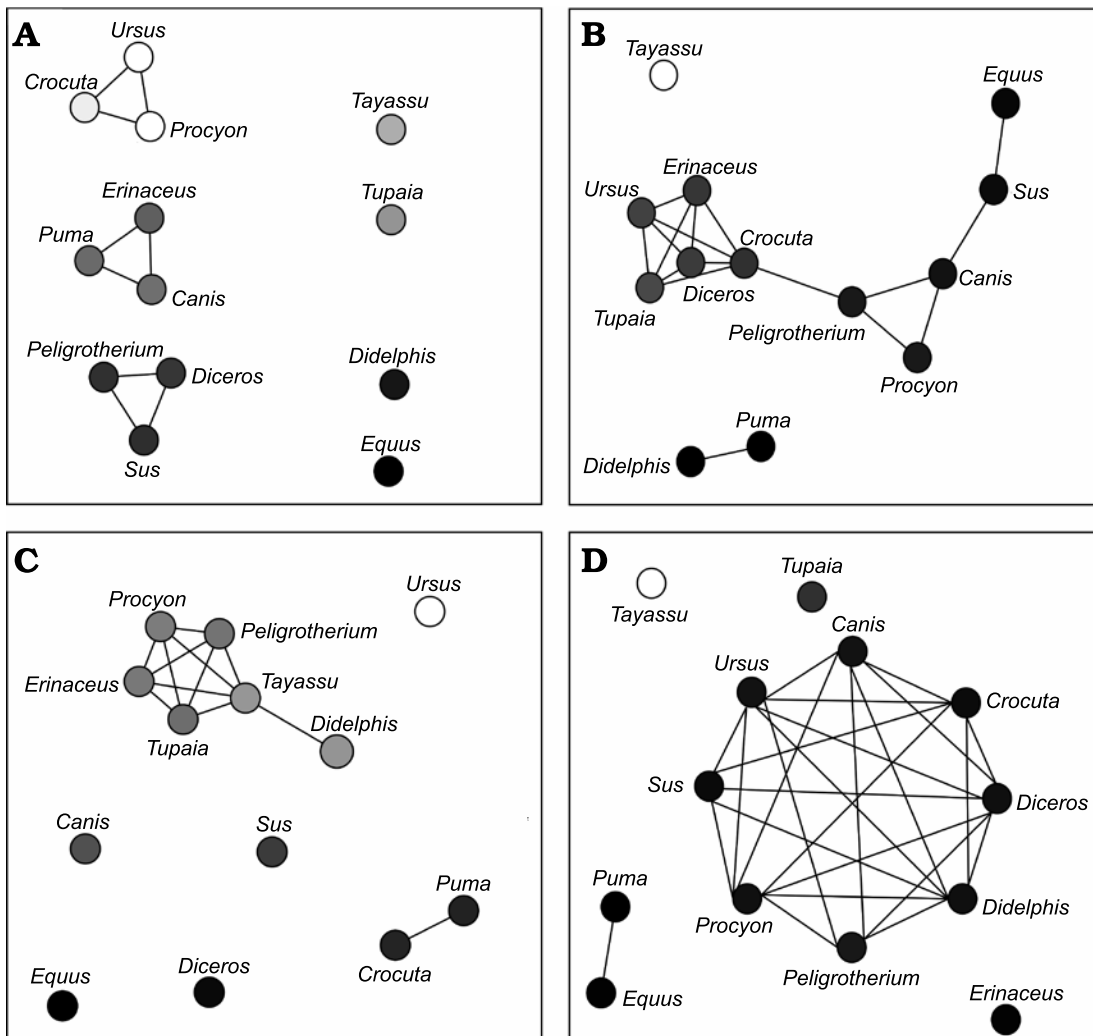 A
Ursus
Crocuta
Procyon
Tayassu
Erinaceus
Tupaia
Puma
Canis
Peligrotherium
Diceros
Didelphis
Sus
Equus
B
Tayassu
Equus
Erinaceus
Ursus
Sus
Crocuta
Canis
Diceros
Tupaia
Peligrotherium
Procyon
Puma
Didelphis
C
Ursus
Procyon
Peligrotherium
Erinaceus
Tayassu
Didelphis
Tupaia
Canis
Sus
Puma
Crocuta
Equus
Diceros
D
Tupaia
Tayassu
Canis
Ursus
Crocuta
Sus
Diceros
Puma
Didelphis
Procyon
Peligrotherium
Equus
Erinaceus